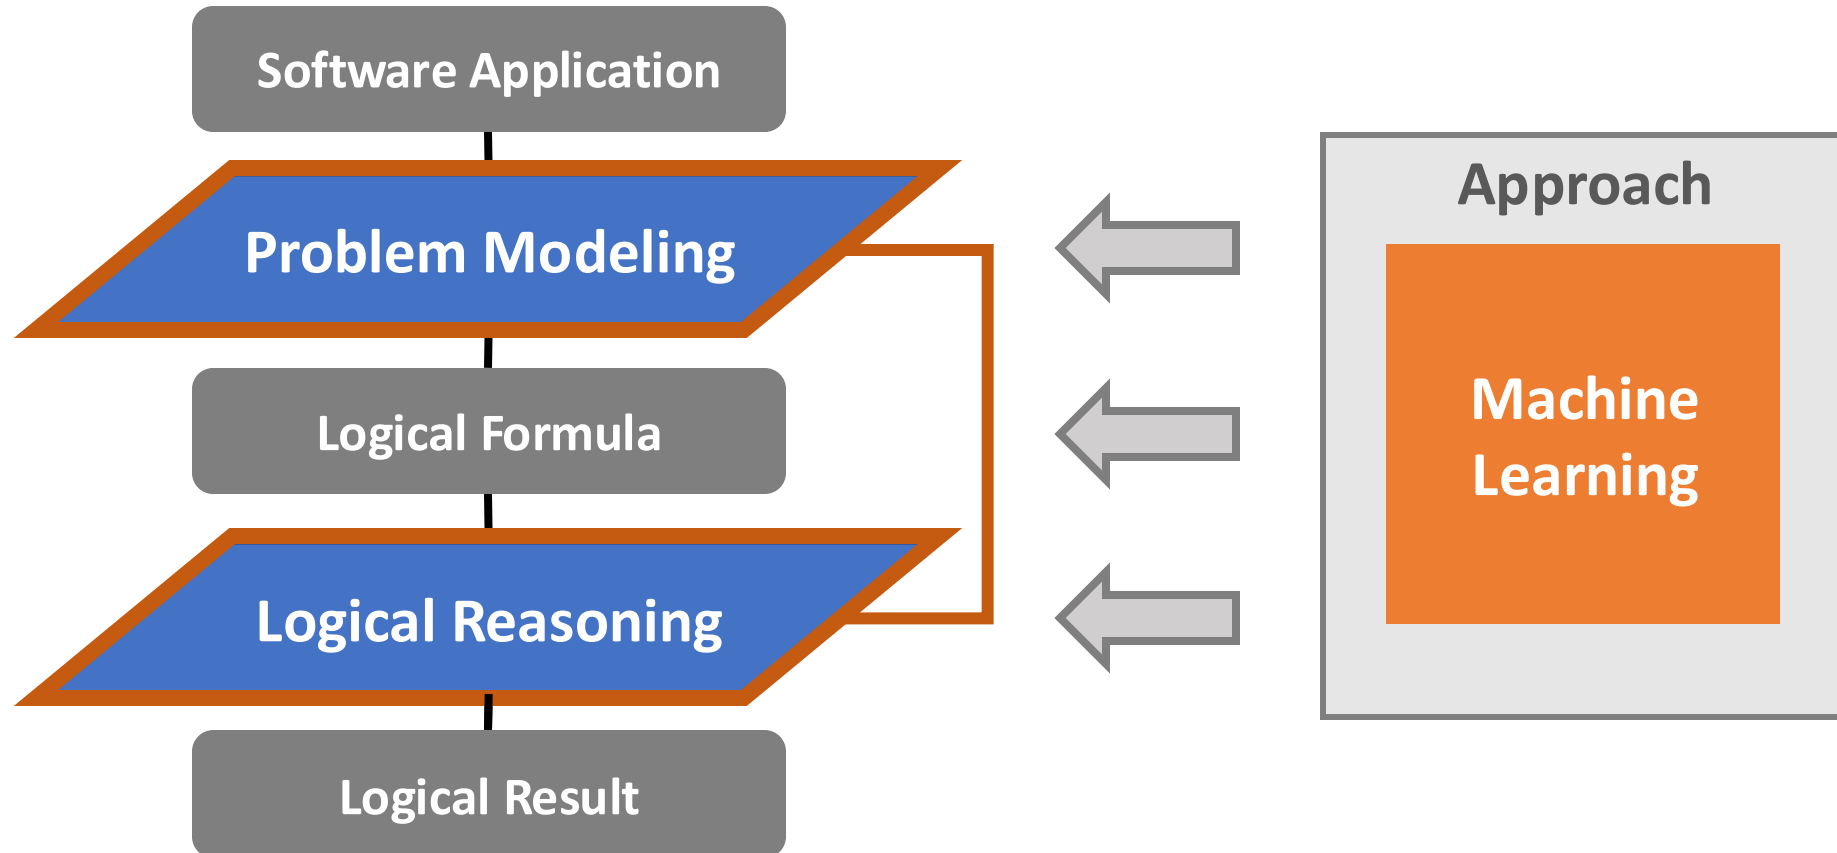 Software Application
Problem Modeling
Logical Formula
Logical Reasoning
Logical Result
Approach
Machine
Learning